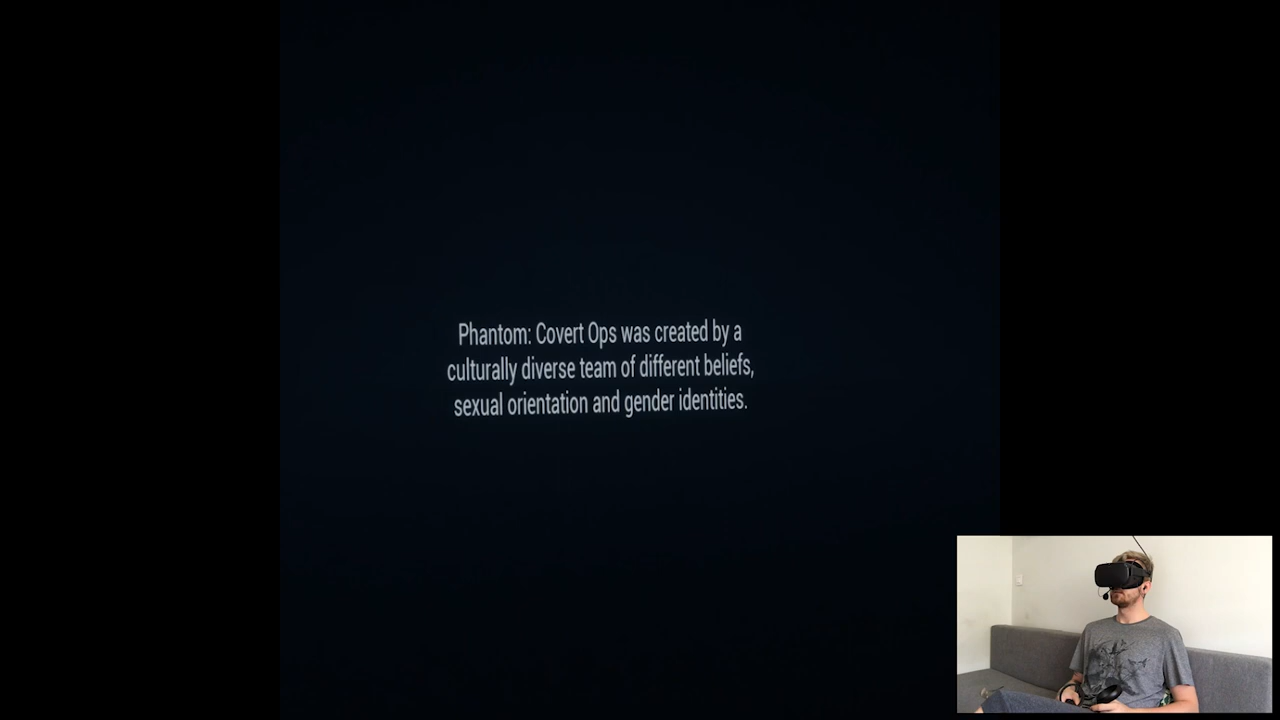 Phantom: Covert Ops was created by a
culturally diverse team of different beliefs,
sexual orientation and gender identities.